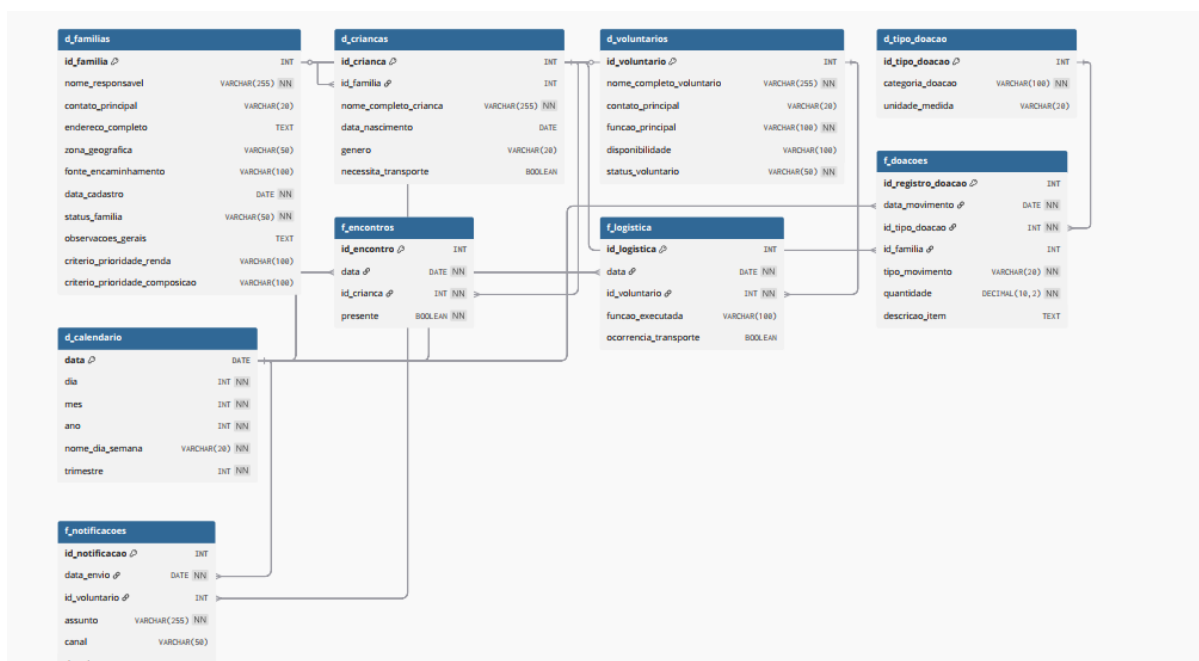 d_familias
id_familia INT
nome_responsavel VARCHAR(255) NN
contato_principal VARCHAR(20)
endereco_completo TEXT
zona_geografica VARCHAR(50)
fonte_encaminhamento VARCHAR(100)
data_cadastro DATE NN
status_familia VARCHAR(50) NN
observacoes_gerais TEXT
criterio_prioridade_renda VARCHAR(100)
criterio_prioridade_composicao VARCHAR(100)
d_criancas
id_crianca INT
id_familia INT
nome_completo_crianca VARCHAR(255) NN
data_nascimento DATE
genero VARCHAR(20)
necessita_transporte BOOLEAN
d_voluntarios
id_voluntario INT
nome_completo_voluntario VARCHAR(255) NN
contato_principal VARCHAR(20)
funcao_principal VARCHAR(100) NN
disponibilidade VARCHAR(100)
status_voluntario VARCHAR(50) NN
d_tipo_doacao
id_tipo_doacao INT
categoria_doacao VARCHAR(100) NN
unidade_medida VARCHAR(20)
f_doacoes
id_registro_doacao INT
data_movimento DATE NN
id_tipo_doacao INT NN
id_familia INT
tipo_movimento VARCHAR(20) NN
quantidade DECIMAL(10,2) NN
descricao_item TEXT
f_encontros
id_encontro INT
data DATE NN
id_crianca INT NN
presente BOOLEAN NN
f_logistica
id_logistica INT
data DATE NN
id_voluntario INT NN
funcao_executada VARCHAR(100)
ocorrencia_transporte BOOLEAN
d_calendario
data DATE
dia INT NN
mes INT NN
ano INT NN
nome_dia_semana VARCHAR(20) NN
trimestre INT NN
f_notificacoes
id_notificacao INT
data_envio DATE NN
id_voluntario INT
assunto VARCHAR(255) NN
canal VARCHAR(50)